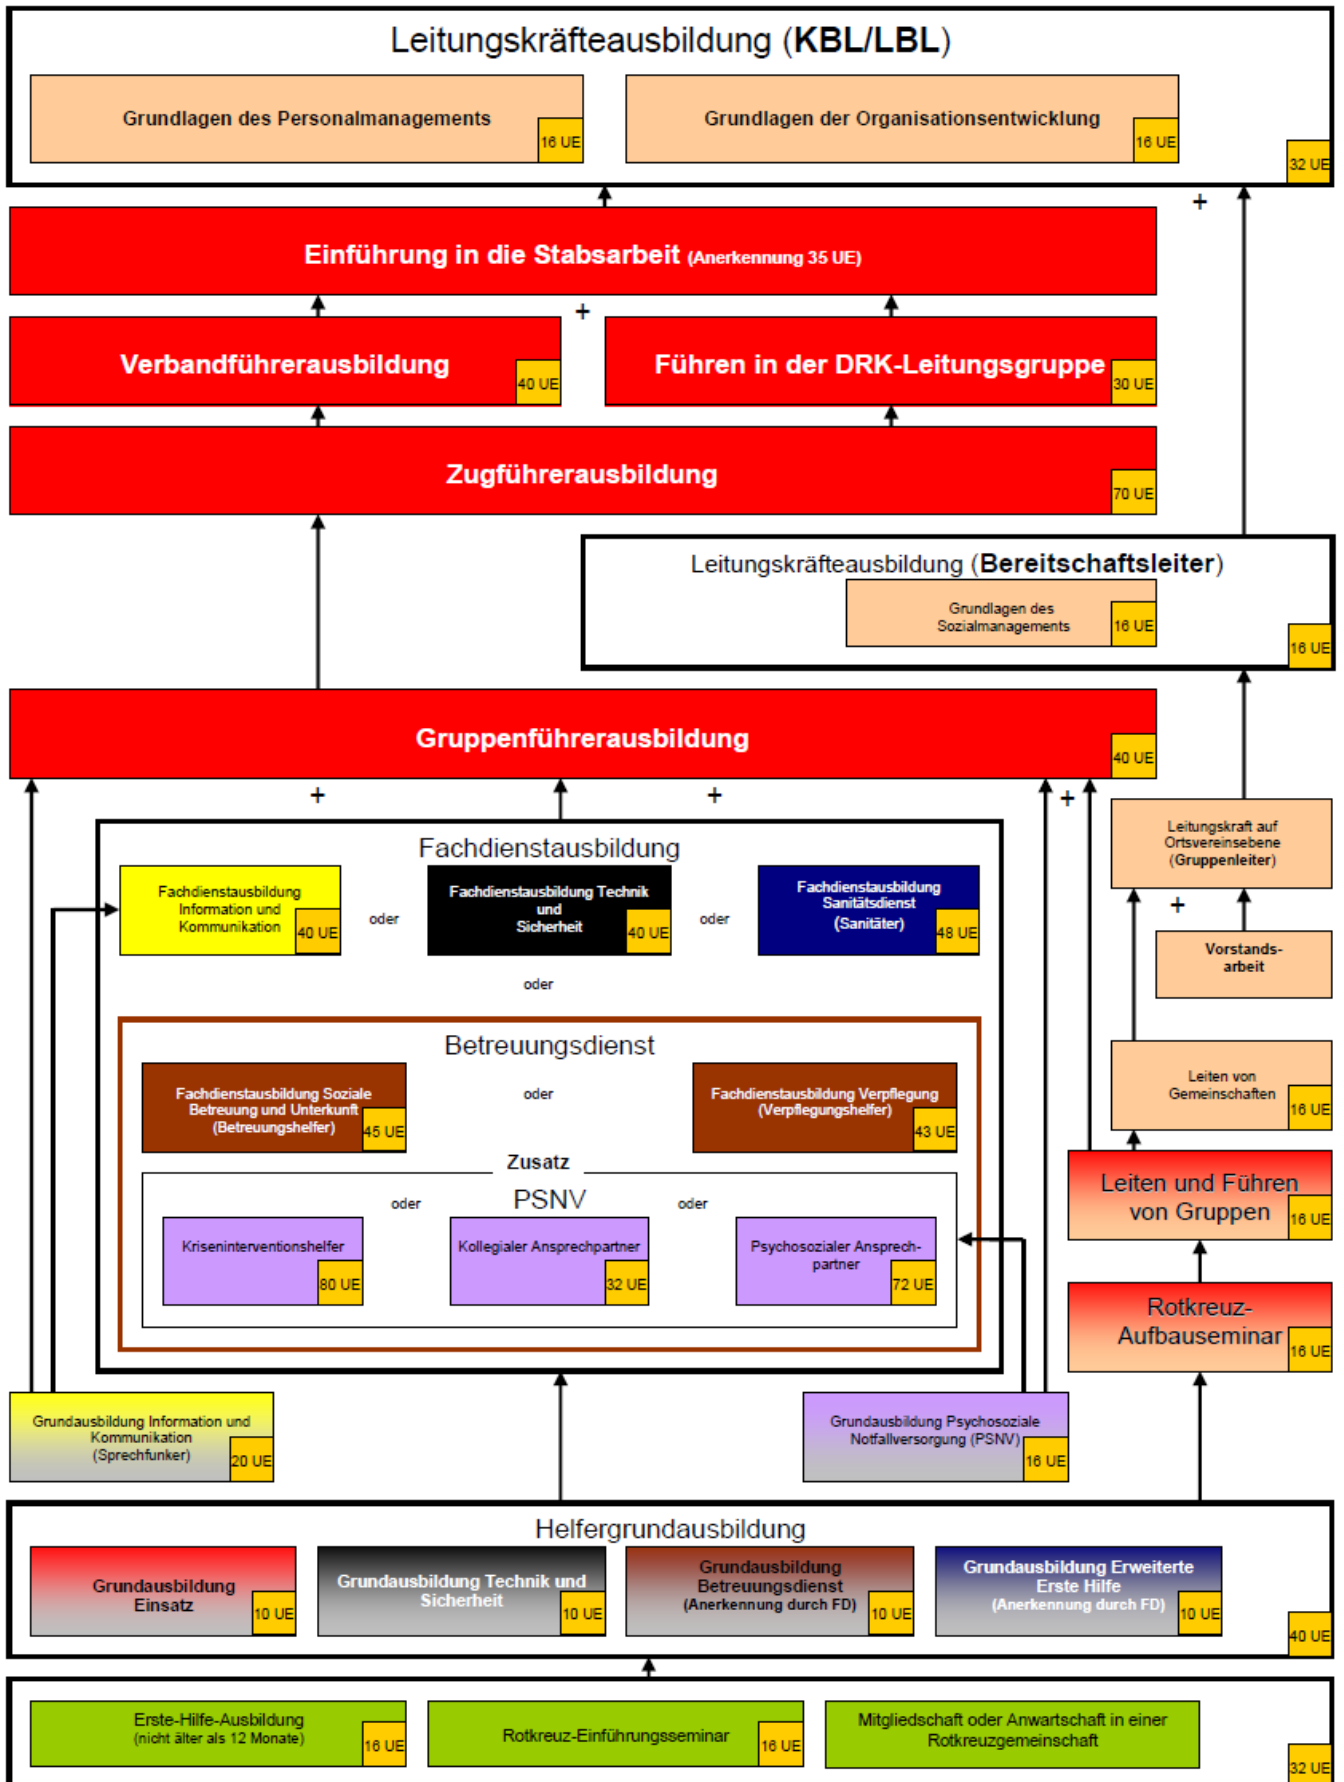 Leitungskräfteausbildung (KBL/LBL)
Grundlagen des Personalmanagements
16 UE
Grundlagen der Organisationsentwicklung
16 UE
32 UE
+
Einführung in die Stabsarbeit (Anerkennung 35 UE)
+
Verbandführerausbildung
40 UE
Führen in der DRK-Leitungsgruppe
30 UE
Zugführerausbildung
70 UE
Leitungskräfteausbildung (Bereitschaftsleiter)
Grundlagen des
Sozialmanagements
16 UE
16 UE
Gruppenführerausbildung
40 UE
+
+
+
Leitungskraft auf
Ortsvereinsebene
(Gruppenleiter)
+
Vorstands-
arbeit
Leiten von
Gemeinschaften
16 UE
Leiten und Führen
von Gruppen
16 UE
Rotkreuz-
Aufbauseminar
16 UE
Fachdienstausbildung
Fachdienstausbildung
Information und
Kommunikation
40 UE
oder
Fachdienstausbildung Technik
und
Sicherheit
40 UE
oder
Fachdienstausbildung
Sanitätsdienst
(Sanitäter)
48 UE
oder
Betreuungsdienst
Fachdienstausbildung Soziale
Betreuung und Unterkunft
(Betreuungshelfer)
45 UE
oder
Fachdienstausbildung Verpflegung
(Verpflegungshelfer)
43 UE
Zusatz
oder
PSNV
oder
Kriseninterventionshelfer
80 UE
Kollegialer Ansprechpartner
32 UE
Psychosozialer Ansprech-
partner
72 UE
Grundausbildung Information und
Kommunikation
(Sprechfunker)
20 UE
Grundausbildung Psychosoziale
Notfallversorgung (PSNV)
16 UE
Helfergrundausbildung
Grundausbildung
Einsatz
10 UE
Grundausbildung Technik und
Sicherheit
10 UE
Grundausbildung
Betreuungsdienst
(Anerkennung durch FD)
10 UE
Grundausbildung Erweiterte
Erste Hilfe
(Anerkennung durch FD)
10 UE
40 UE
Erste-Hilfe-Ausbildung
(nicht älter als 12 Monate)
16 UE
Rotkreuz-Einführungsseminar
16 UE
Mitgliedschaft oder Anwartschaft in einer
Rotkreuzgemeinschaft
32 UE